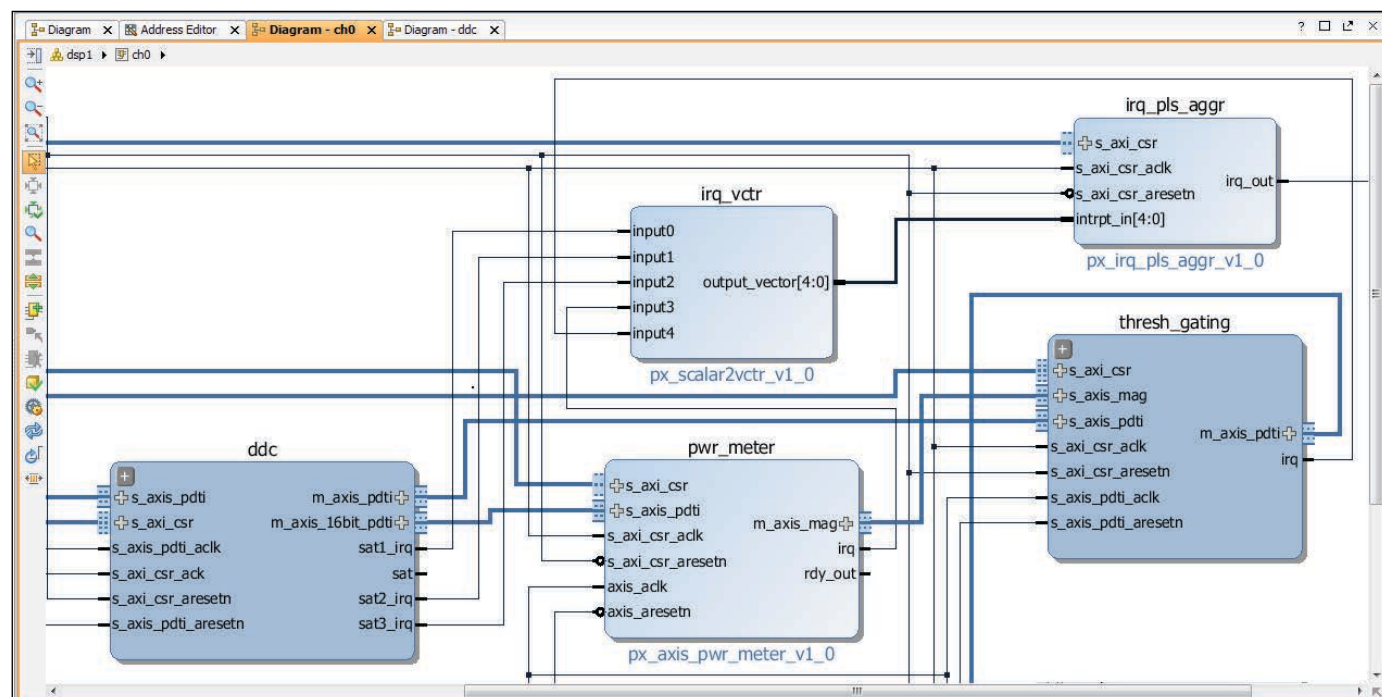 Diagram
Address Editor
Diagram - ch0
Diagram - ddc
?
dsp1
ch0
irq_pls_aggr
s_axi_csr
s_axi_csr_aclk
s_axi_csr_aresetn
intrpt_in[4:0]
irq_out
px_irq_pls_aggr_v1_0
irq_vctr
input0
input1
input2
input3
input4
output_vector[4:0]
px_scalar2vctr_v1_0
thresh_gating
s_axi_csr
s_axis_mag
s_axis_pdti
s_axi_csr_aclk
s_axi_csr_aresetn
s_axis_pdti_aclk
s_axis_pdti_aresetn
m_axis_pdti
irq
ddc
s_axis_pdti
s_axi_csr
s_axis_pdti_aclk
s_axi_csr_ack
s_axi_csr_aresetn
s_axis_pdti_aresetn
m_axis_pdti
m_axis_16bit_pdti
sat1_irq
sat
sat2_irq
sat3_irq
pwr_meter
s_axi_csr
s_axis_pdti
s_axi_csr_aclk
s_axi_csr_aresetn
axis_aclk
axis_aresetn
m_axis_mag
irq
rdy_out
px_axis_pwr_meter_v1_0